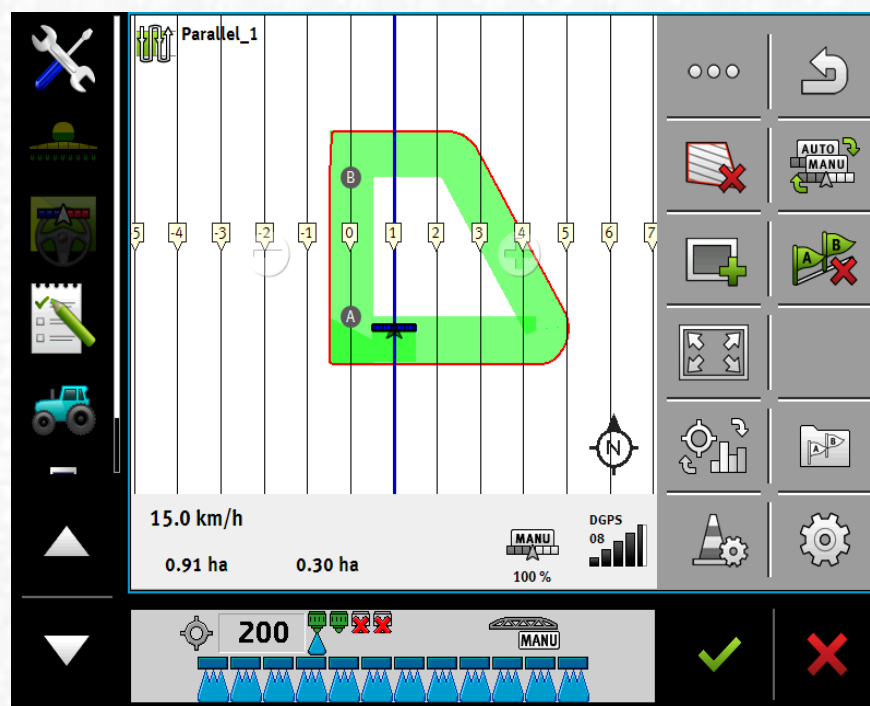 Parallel_1
AUTO
MANU
B
A B
5 -4 -3 -2 -1 0 1 2 3 4 5 6 7
A
N
A B
15.0 km/h
DGPS
08
MANU
0.91 ha 0.30 ha
100 %
200
MANU